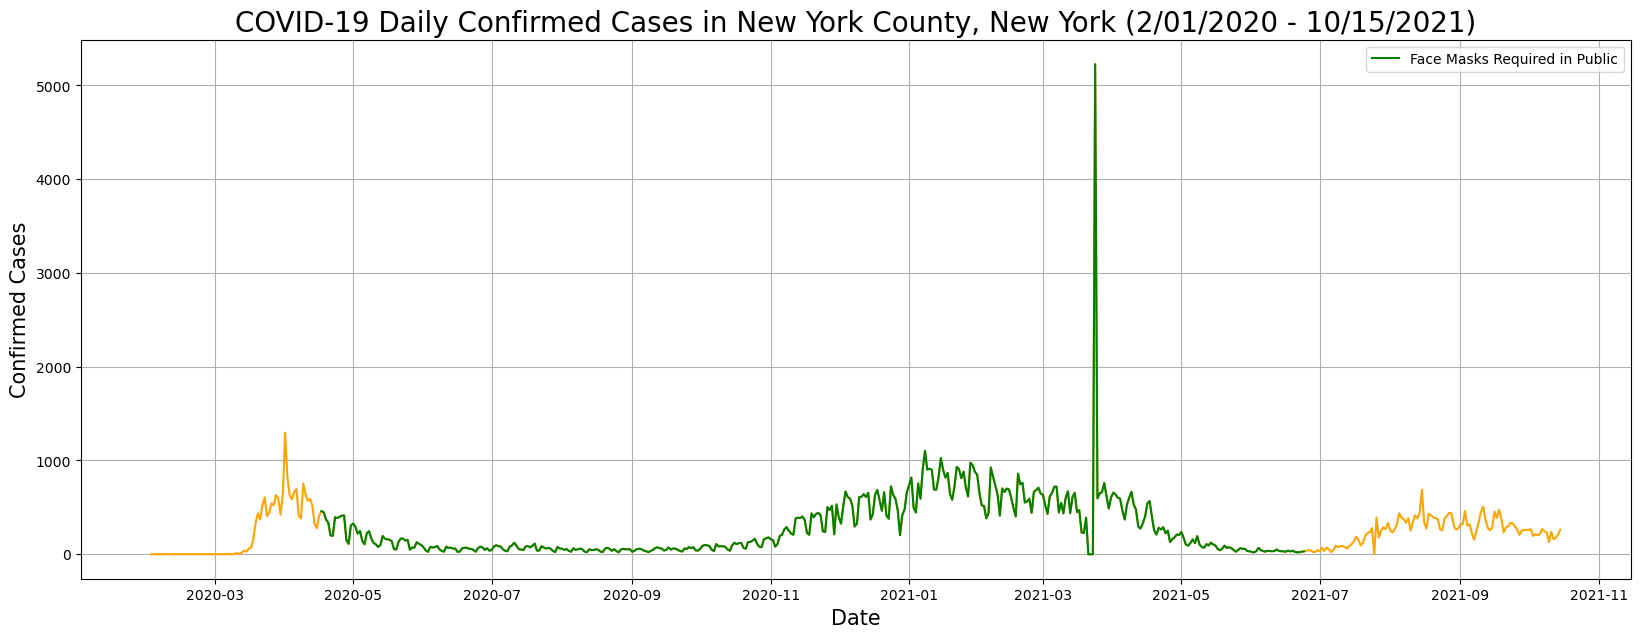 COVID-19 Daily Confirmed Cases in New York County, New York (2/01/2020 - 10/15/2021)
Face Masks Required in Public
5000
4000
3000
2000
1000
0
Confirmed Cases
2020-03 2020-05 2020-07 2020-09 2020-11 2021-01 2021-03 2021-05 2021-07 2021-09 2021-11
Date